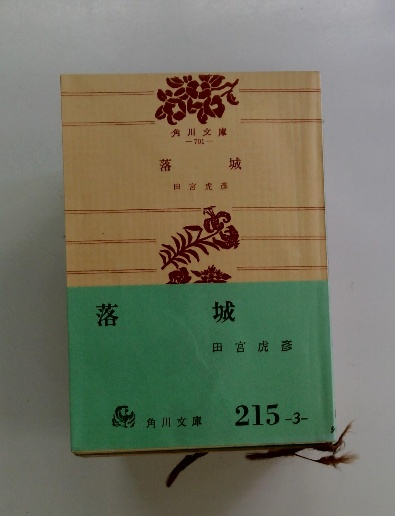 角川文庫
—701—
落城
田宮虎彦
落城
田宮虎彦
角川文庫 215-3-